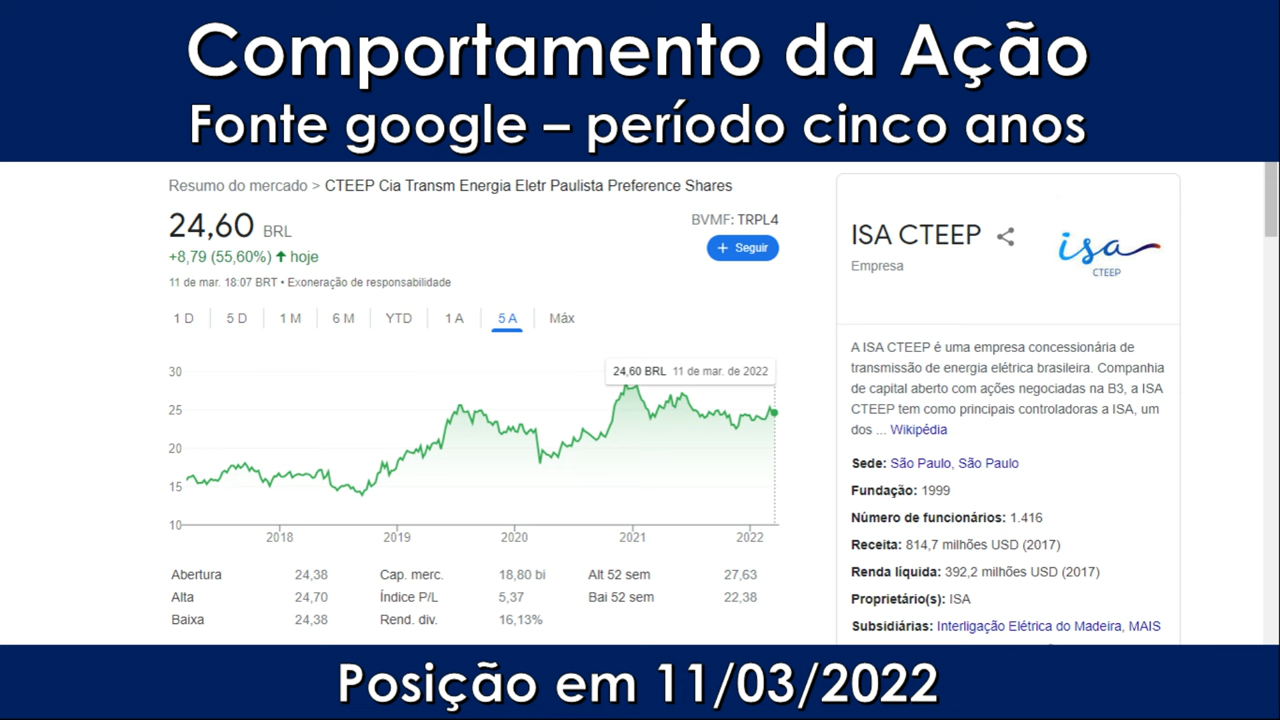 Comportamento da Ação
Fonte google – período cinco anos
Resumo do mercado > CTEEP Cia Transm Energia Eletr Paulista Preference Shares
24,60 BRL
BVMF: TRPL4
+8,79 (55,60%) ↑ hoje
+ Seguir
11 de mar. 18:07 BRT • Exoneração de responsabilidade
1 D 5 D 1 M 6 M YTD 1 A 5 A Máx
24,60 BRL 11 de mar. de 2022
30
25
20
15
10
2018 2019 2020 2021 2022
Abertura 24,38 Cap. merc. 18,80 bi Alt 52 sem 27,63
Alta 24,70 Índice P/L 5,37 Bai 52 sem 22,38
Baixa 24,38 Rend. div. 16,13%
ISA CTEEP
isa
CTEEP
Empresa
A ISA CTEEP é uma empresa concessionária de
transmissão de energia elétrica brasileira. Companhia
de capital aberto com ações negociadas na B3, a ISA
CTEEP tem como principais controladoras a ISA, um
dos ... Wikipédia
Sede: São Paulo, São Paulo
Fundação: 1999
Número de funcionários: 1.416
Receita: 814,7 milhões USD (2017)
Renda líquida: 392,2 milhões USD (2017)
Proprietário(s): ISA
Subsidiárias: Interligação Elétrica do Madeira, MAIS
Posição em 11/03/2022